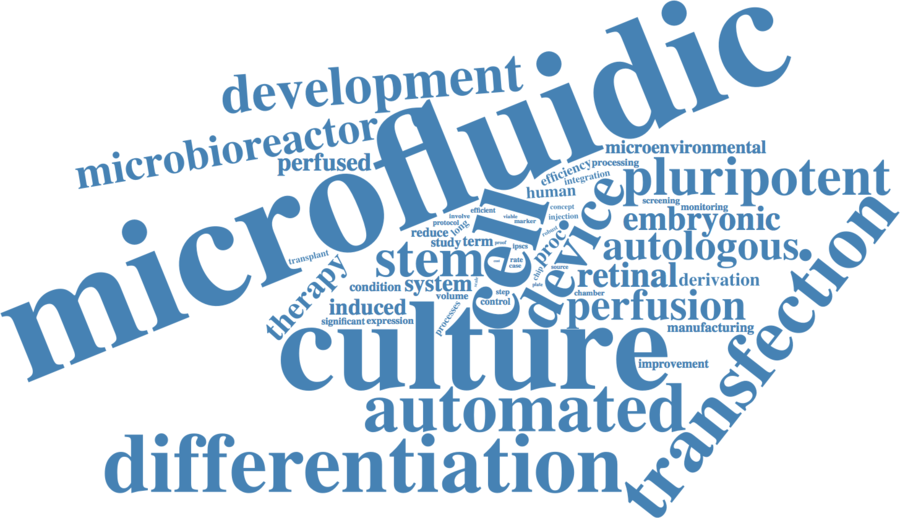 microfluidic
development
microbioreactor
perfused
microenvironmental
efficiency
processing
integration
human
pluripotent
device
cell
screening
monitoring
concept
injection
embryonic
autologous
transfection
efficient
involve
viable
protocol
marker
long
reduce
robust
study
term
proof
ipscs
proc
stem
transplant
therapy
rate
case
source
chip
retinal
derivation
condition
system
volume
step
control
chamber
perfusion
induced
significant
expression
processes
manufacturing
culture
improvement
automated
differentiation